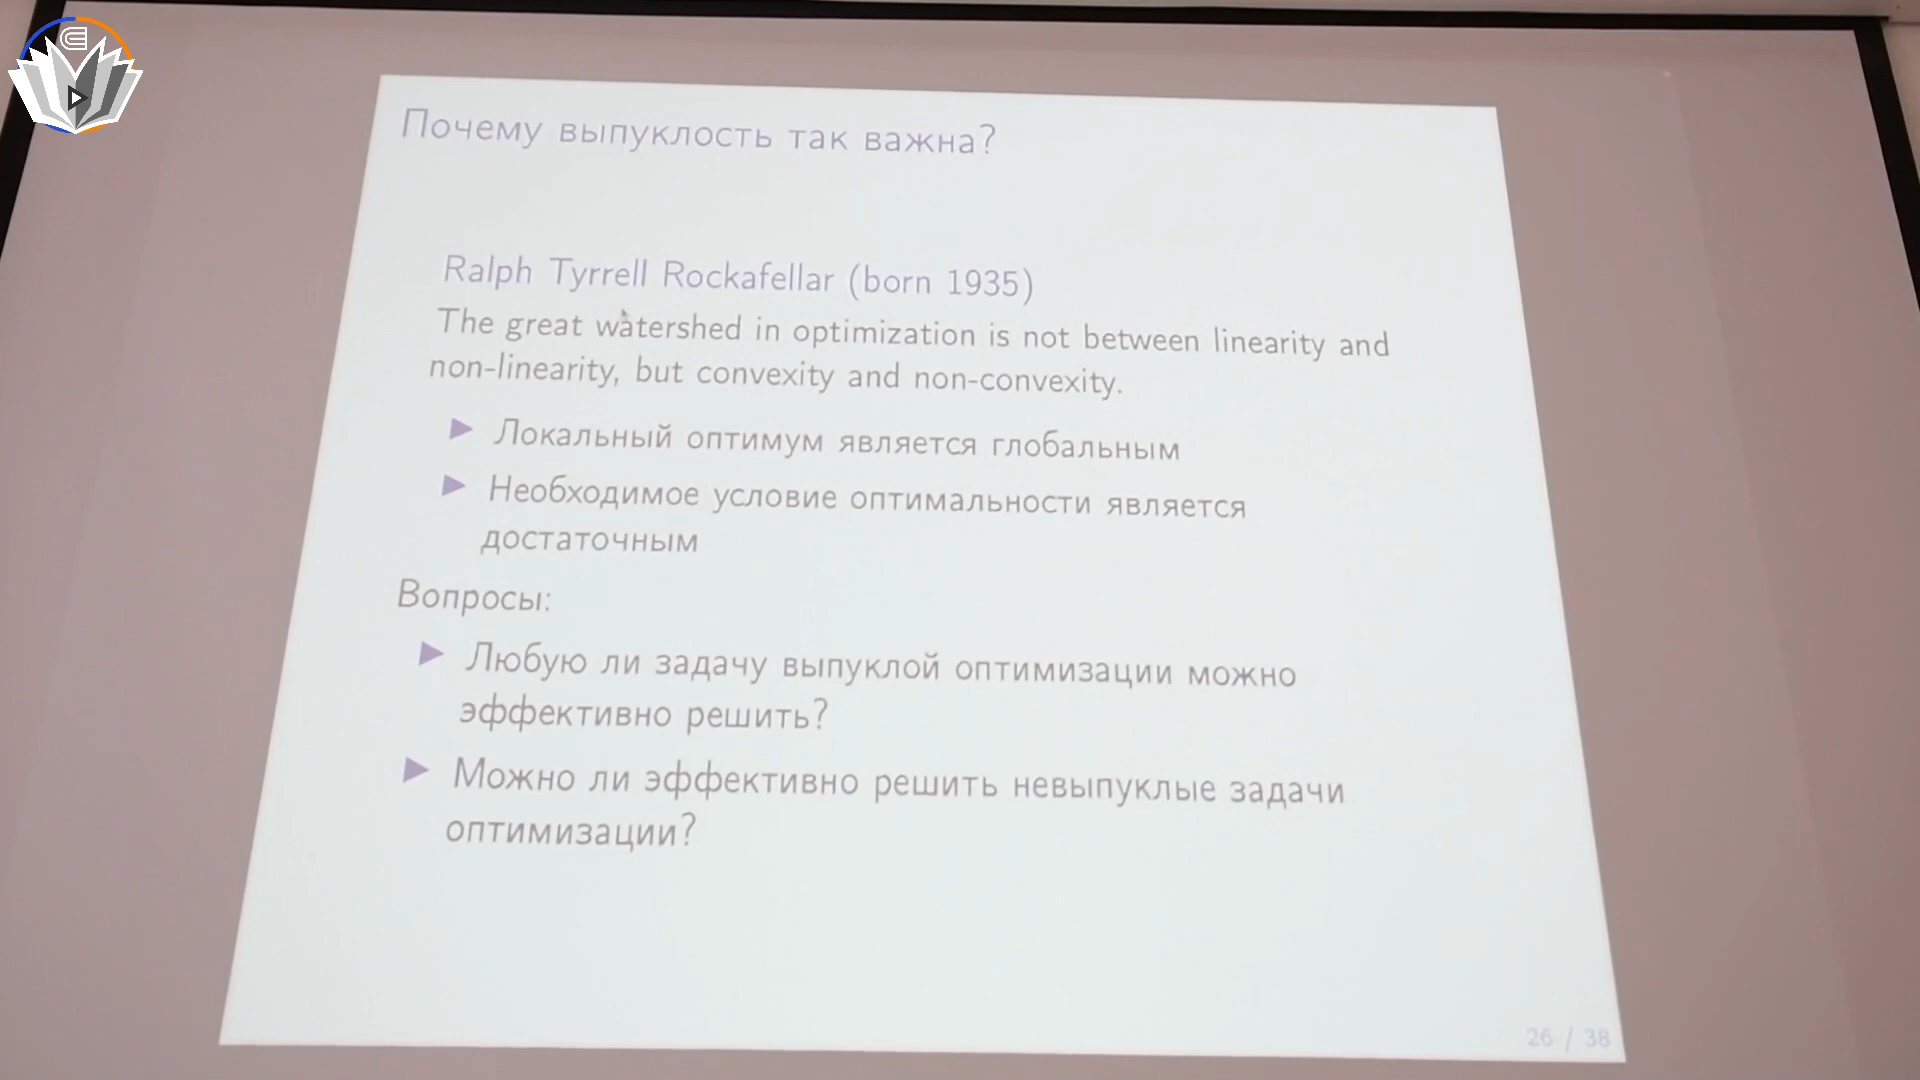 Почему выпуклость так важна?
Ralph Tyrrell Rockafellar (born 1935)
The great watershed in optimization is not between linearity and
non-linearity, but convexity and non-convexity.
Локальный оптимум является глобальным
Необходимое условие оптимальности является
достаточным
Вопросы:
Любую ли задачу выпуклой оптимизации можно
эффективно решить?
Можно ли эффективно решить невыпуклые задачи
оптимизации?
26 / 38